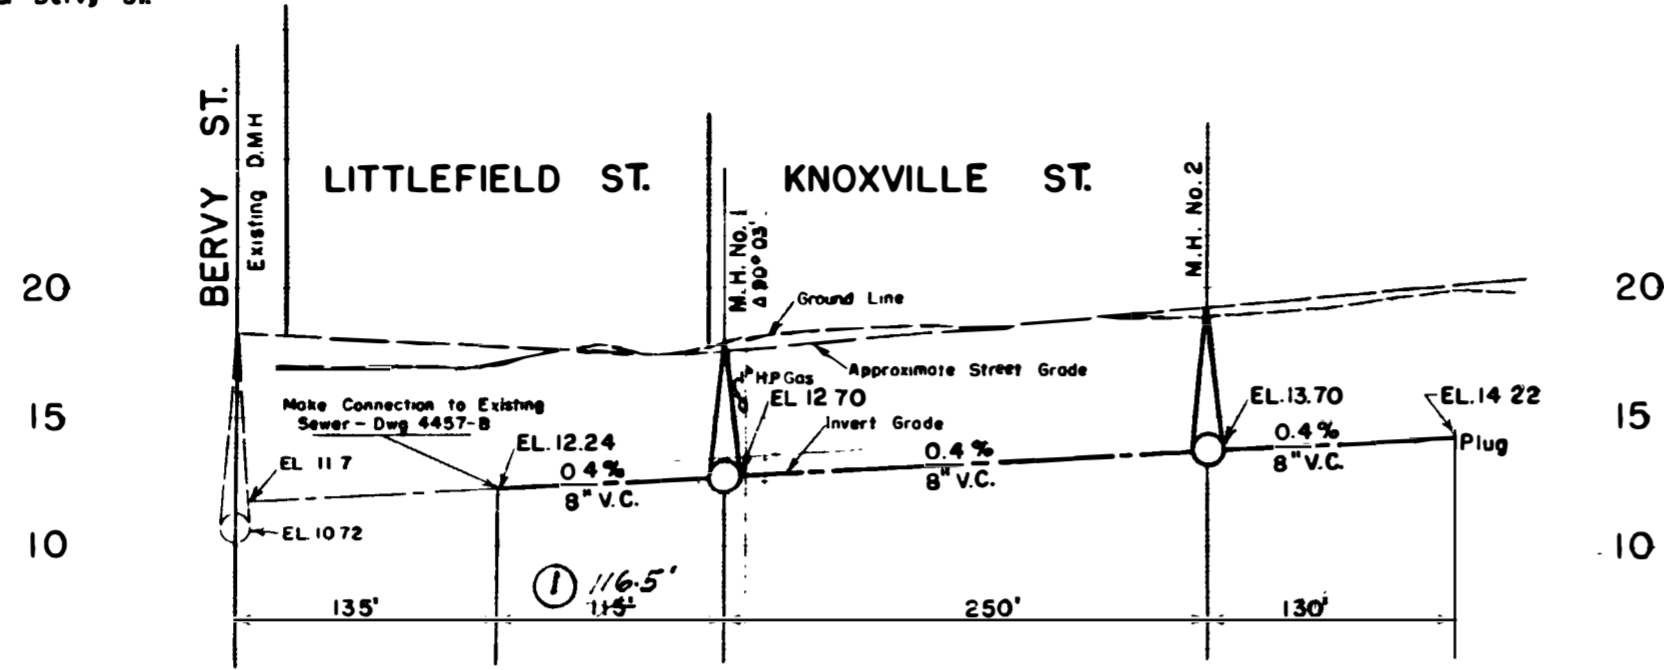 BERVY ST.
Existing D.M.H
LITTLEFIELD ST.
KNOXVILLE ST.
M.H. No. 1
Δ 90° 03'
M.H. No. 2
20
20
Ground Line
Approximate Street Grade
H.P. Gas
EL 12 70
EL. 13.70
EL. 14 22
15
15
Make Connection to Existing
Sewer - Dwg 4457-B
Invert Grade
EL. 12.24
EL 11 7
0 4 %
8" V.C.
0.4 %
8" V.C.
0.4 %
8" V.C.
Plug
EL. 10 72
10
10
1 116.5'
135'
115'
250'
130'